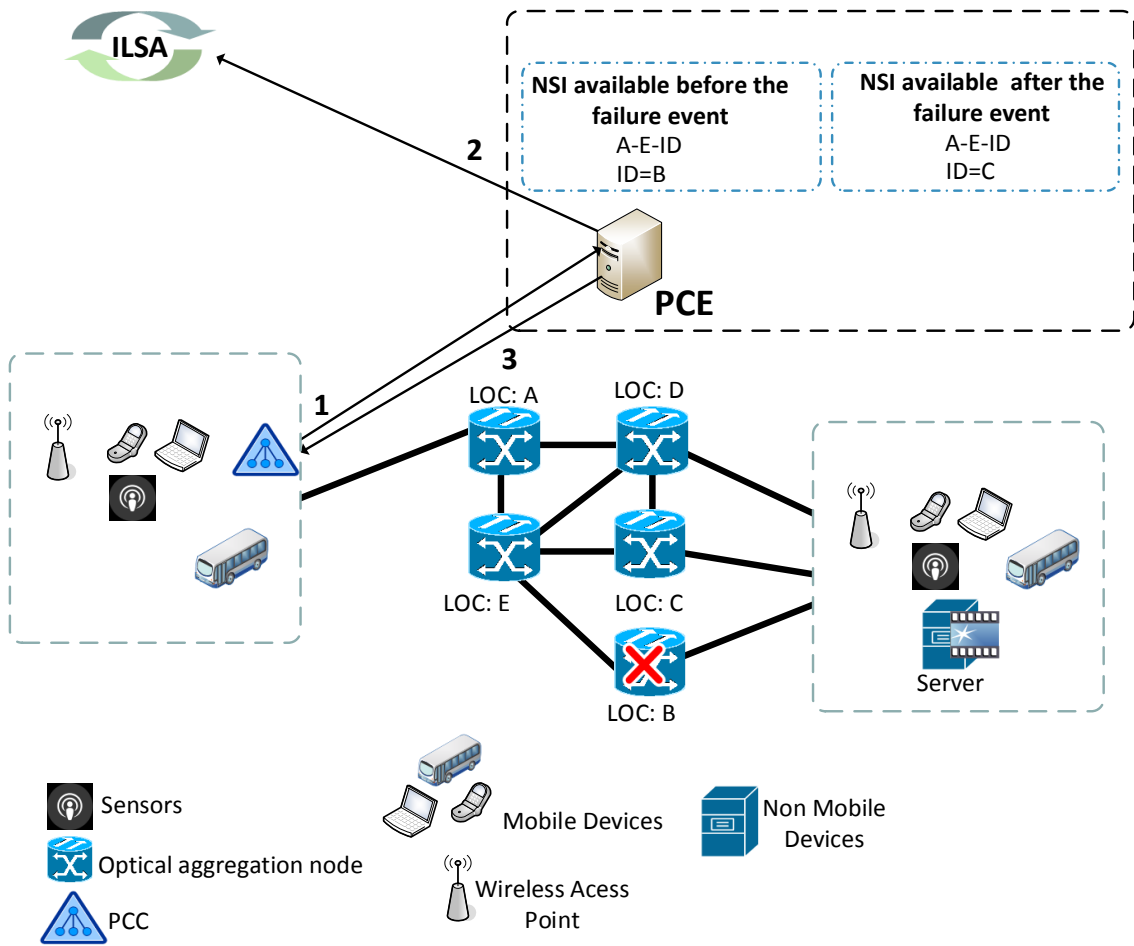 ILSA
NSI available before the
failure event
A-E-ID
ID=B
NSI available  after the
failure event
A-E-ID
ID=C
2
PCE
3
1
LOC: A
LOC: D
LOC: E
LOC: C
LOC: B
Server
Sensors
Optical aggregation node
PCC
Mobile Devices
Wireless Acess
Point
Non Mobile
Devices